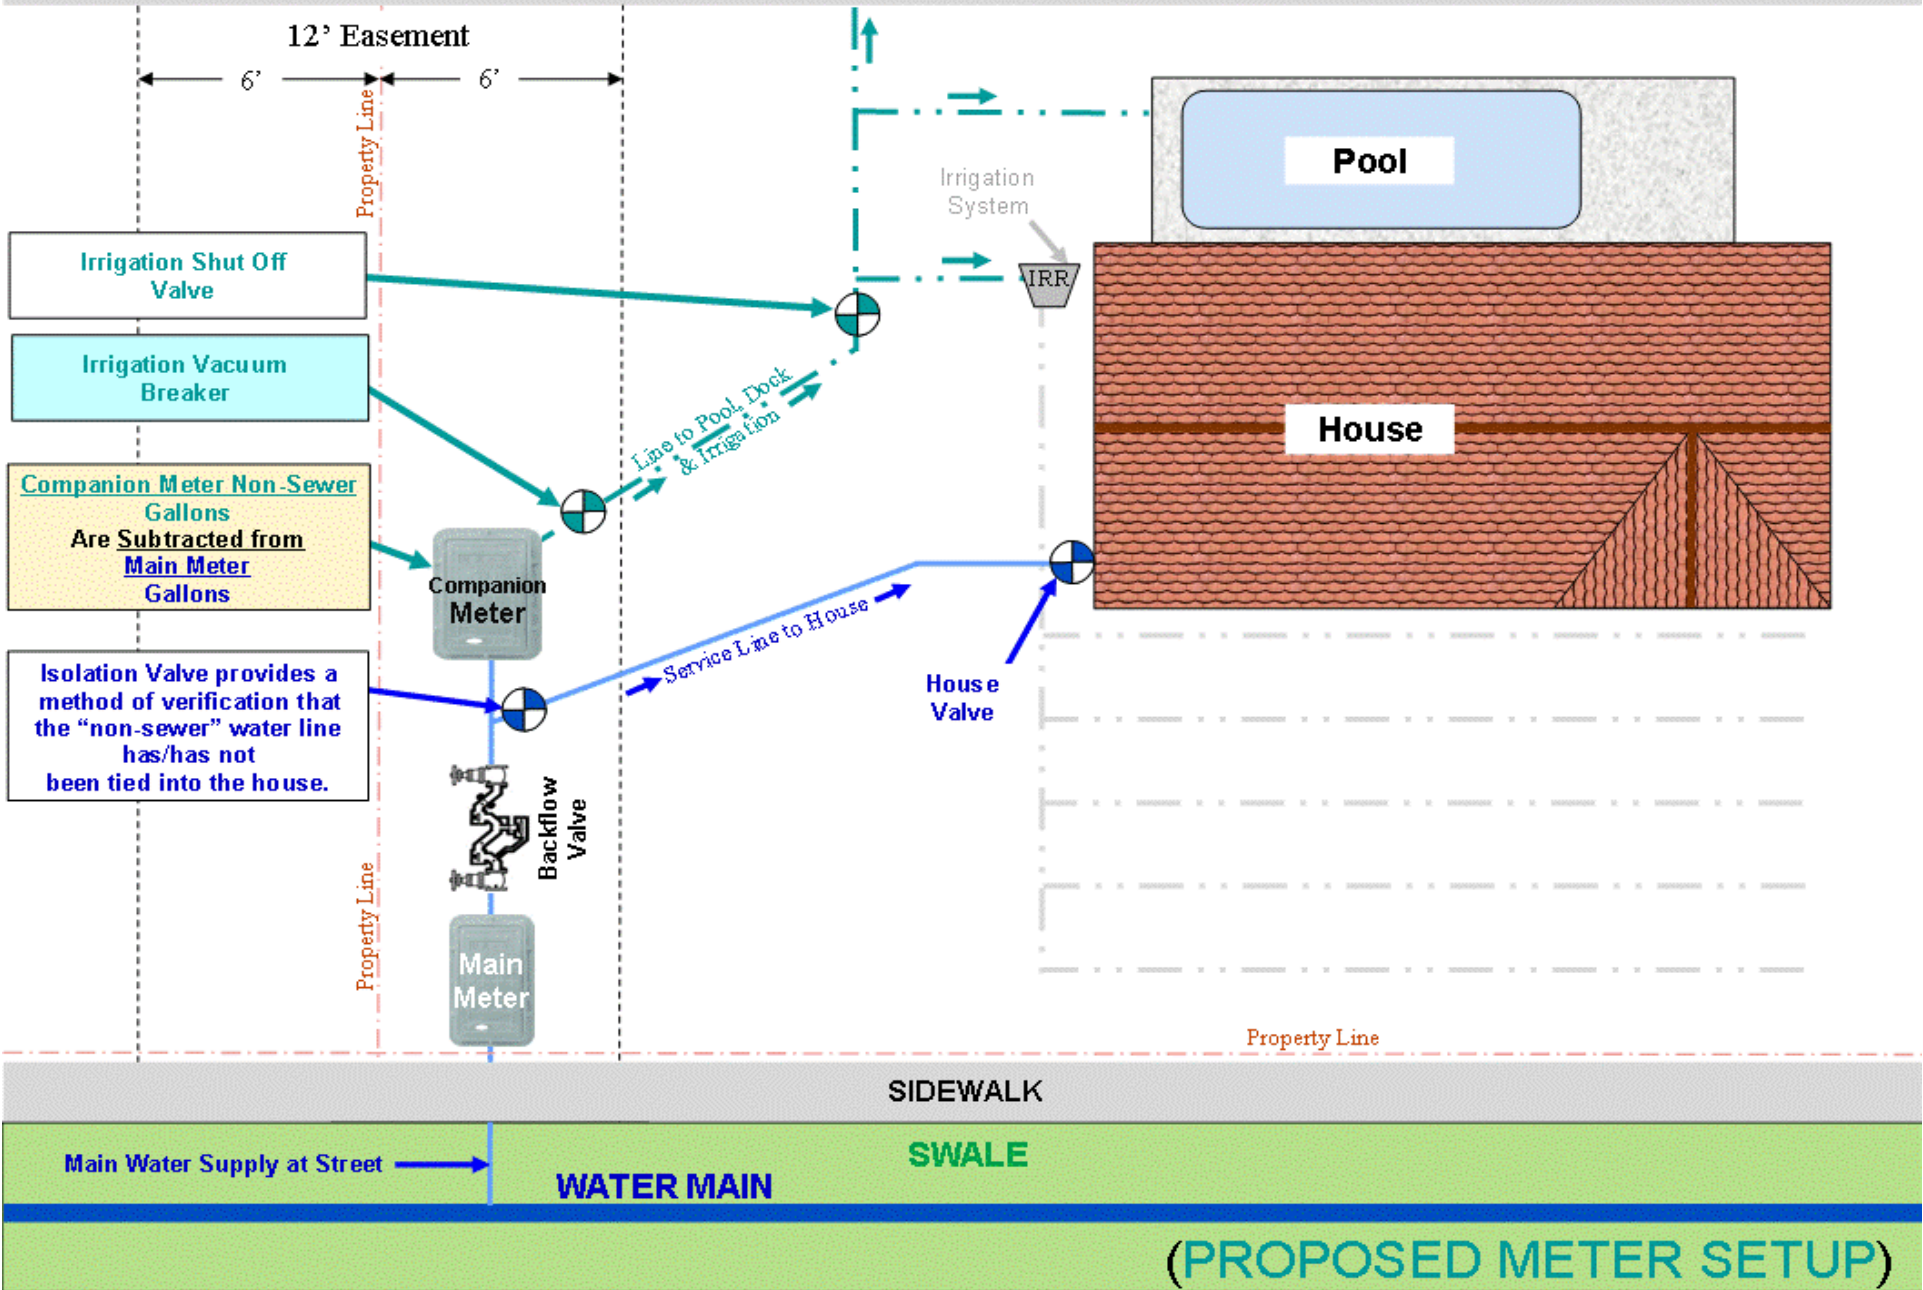 12’ Easement
6’
6’
Property Line
Irrigation
System
Pool
Irrigation Shut Off
Valve
IRR
Irrigation Vacuum
Breaker
Line to Pool, Dock
& Irrigation
House
Companion Meter Non-Sewer
Gallons
Are Subtracted from
Main Meter
Gallons
Companion
Meter
Service Line to House
Isolation Valve provides a
method of verification that
the “non-sewer” water line
has/has not
been tied into the house.
House
Valve
Backflow
Valve
Property Line
Main
Meter
Property Line
SIDEWALK
Main Water Supply at Street
SWALE
WATER MAIN
(PROPOSED METER SETUP)